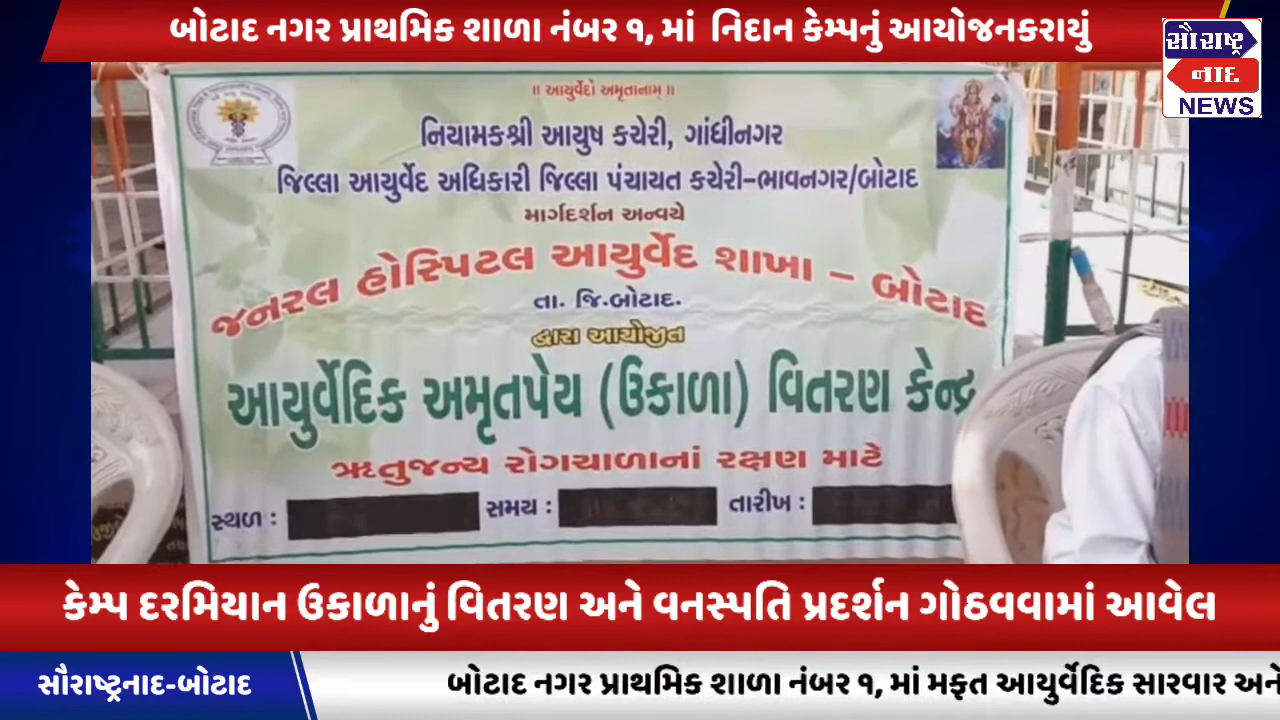 બોટાદ નગર પ્રાથમિક શાળા નંબર ૧, માં નિદાન કેમ્પનું આયોજનકરાયું
સૌરાષ્ટ્ર
નાદ
NEWS
॥ આયુર્વેદો અમૃતાનામ્ ॥
નિયામકશ્રી આયુષ કચેરી, ગાંધીનગર
જિલ્લા આયુર્વેદ અધિકારી જિલ્લા પંચાયત કચેરી-ભાવનગર/બોટાદ
માર્ગદર્શન અન્વયે
જનરલ હોસ્પિટલ આયુર્વેદ શાખા - બોટાદ
તા. જિ.બોટાદ.
દ્વારા આયોજીત
આયુર્વેદિક અમૃતપેય (ઉકાળા) વિતરણ કેન્દ્ર
ઋતુજન્ય રોગચાળાનાં રક્ષણ માટે
સ્થળ : સમય : તારીખ :
કેમ્પ દરમિયાન ઉકાળાનું વિતરણ અને વનસ્પતિ પ્રદર્શન ગોઠવવામાં આવેલ
સૌરાષ્ટ્રનાદ-બોટાદ
બોટાદ નગર પ્રાથમિક શાળા નંબર ૧, માં મફત આયુર્વેદિક સારવાર અને